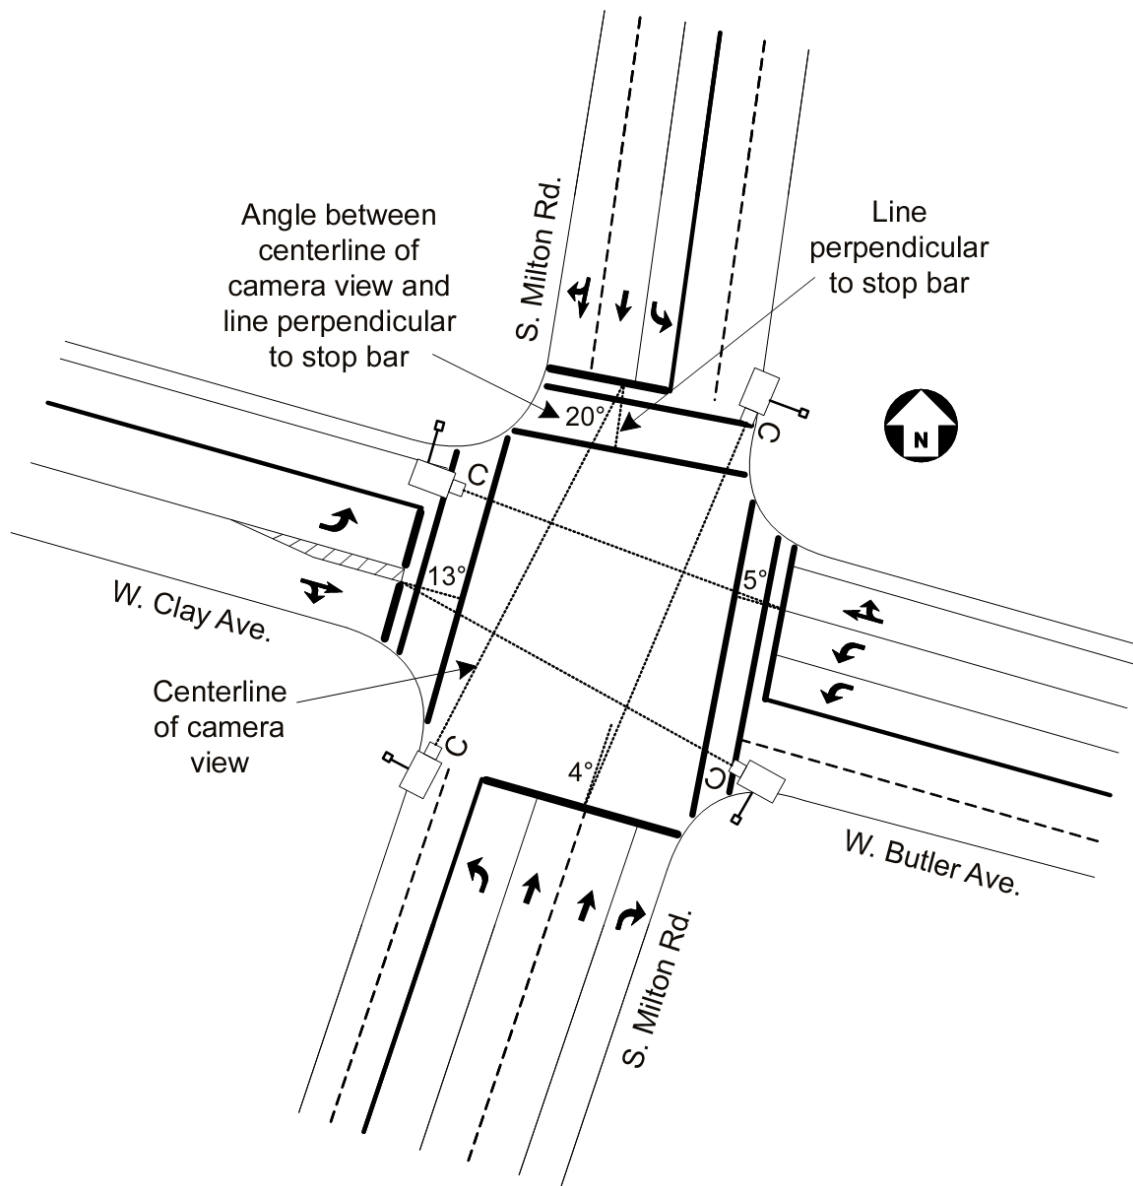 S. Milton Rd.
Angle between
centerline of
camera view and
line perpendicular
to stop bar
Line
perpendicular
to stop bar
20°
C
N
C
13°
5°
W. Clay Ave.
Centerline
of camera
view
C
4°
C
W. Butler Ave.
S. Milton Rd.